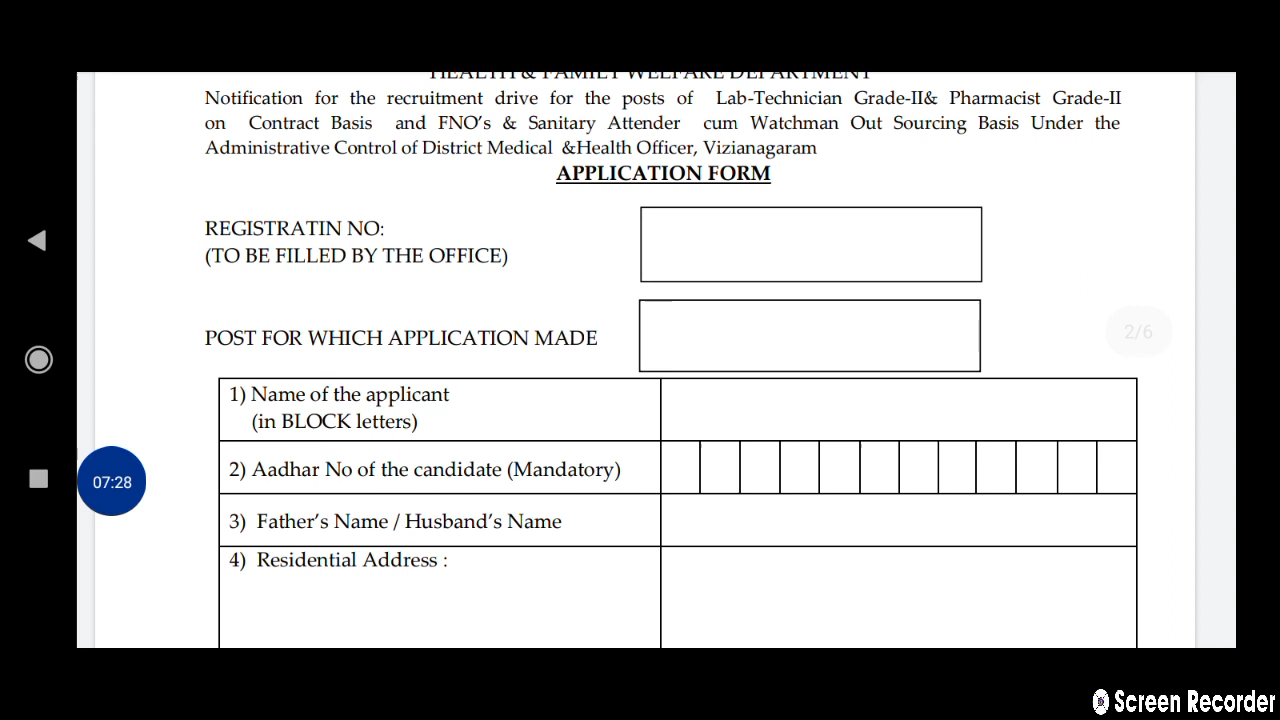 HEALTH & FAMILY WELFARE DEPARTMENT
Notification for the recruitment drive for the posts of Lab-Technician Grade-II& Pharmacist Grade-II
on Contract Basis and FNO's & Sanitary Attender cum Watchman Out Sourcing Basis Under the
Administrative Control of District Medical &Health Officer, Vizianagaram
APPLICATION FORM
REGISTRATIN NO:
(TO BE FILLED BY THE OFFICE)
POST FOR WHICH APPLICATION MADE
2/6
1) Name of the applicant
(in BLOCK letters)
2) Aadhar No of the candidate (Mandatory)
07:28
3) Father's Name / Husband's Name
4) Residential Address :
Screen Recorder